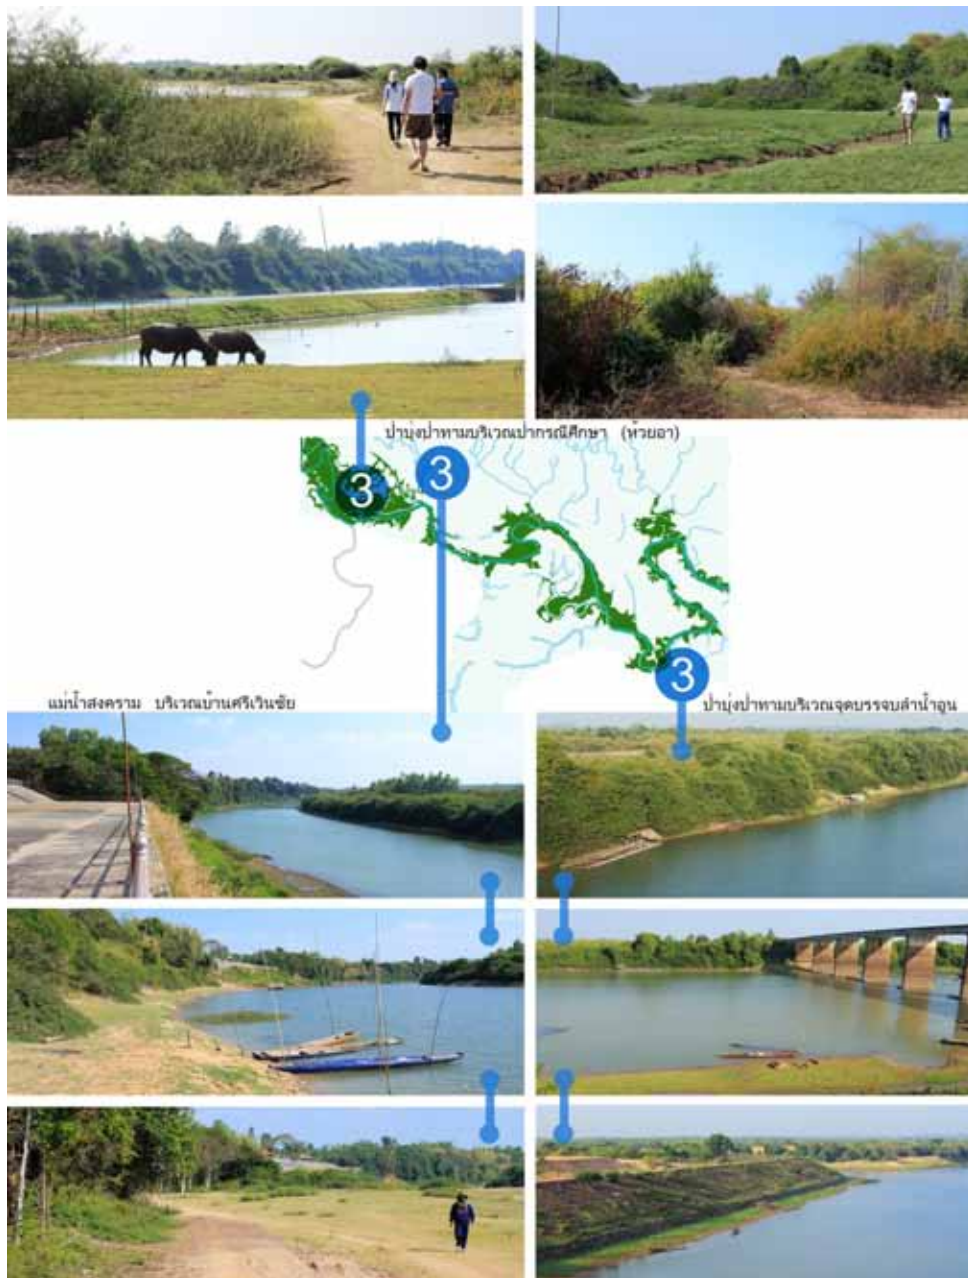 ป่าบุ่งป่าทามบริเวณป่ากรณีศึกษา (ห้วยอา)
3
3
3
แม่น้ำสงคราม บริเวณบ้านศรีเวินชัย
ป่าบุ่งป่าทามบริเวณจุดบรรจบลำน้ำอูน